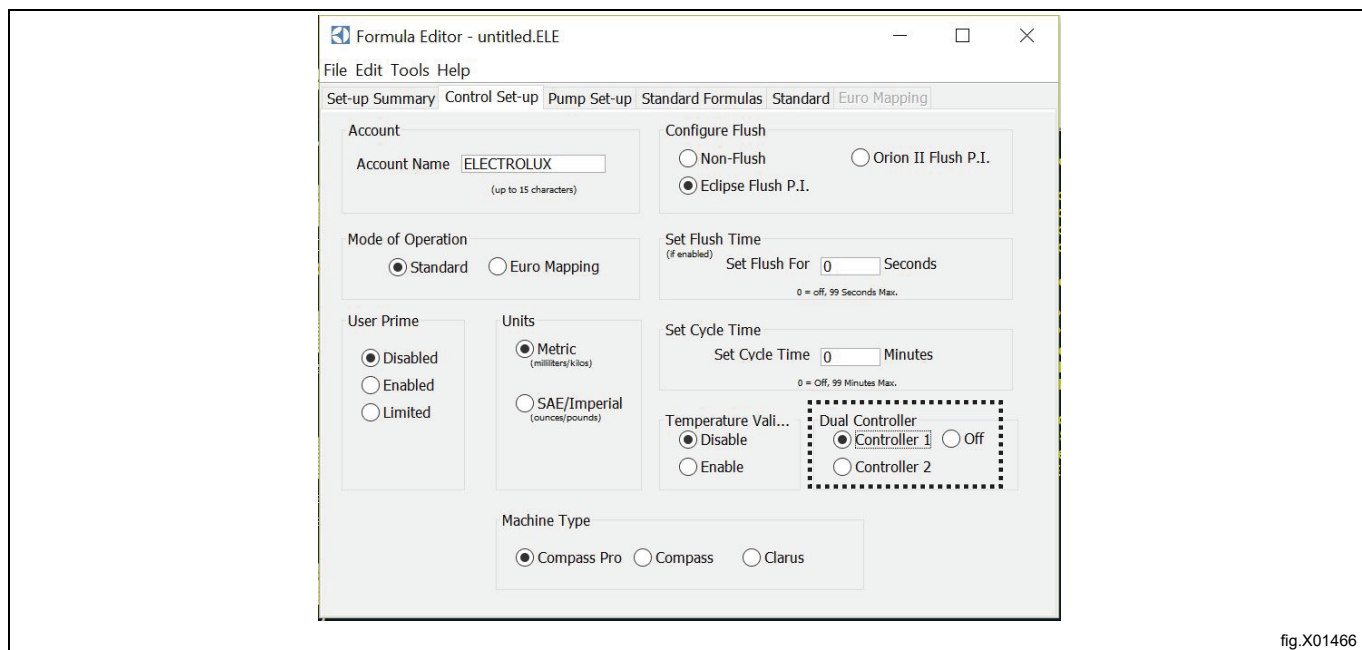 Formula Editor - untitled.ELE
File Edit Tools Help
Set-up Summary Control Set-up Pump Set-up Standard Formulas Standard Euro Mapping
Account
Account Name ELECTROLUX
(up to 15 characters)
Configure Flush
Non-Flush Orion II Flush P.I.
Eclipse Flush P.I.
Mode of Operation
Standard Euro Mapping
Set Flush Time
(if enabled)
Set Flush For 0 Seconds
0 = off, 99 Seconds Max.
User Prime
Disabled
Enabled
Limited
Units
Metric
(milliliters/kilos)
SAE/Imperial
(ounces/pounds)
Set Cycle Time
Set Cycle Time 0 Minutes
0 = Off, 99 Minutes Max.
Temperature Vali...
Disable
Enable
Dual Controller
Controller 1 Off
Controller 2
Machine Type
Compass Pro Compass Clarus
fig.X01466